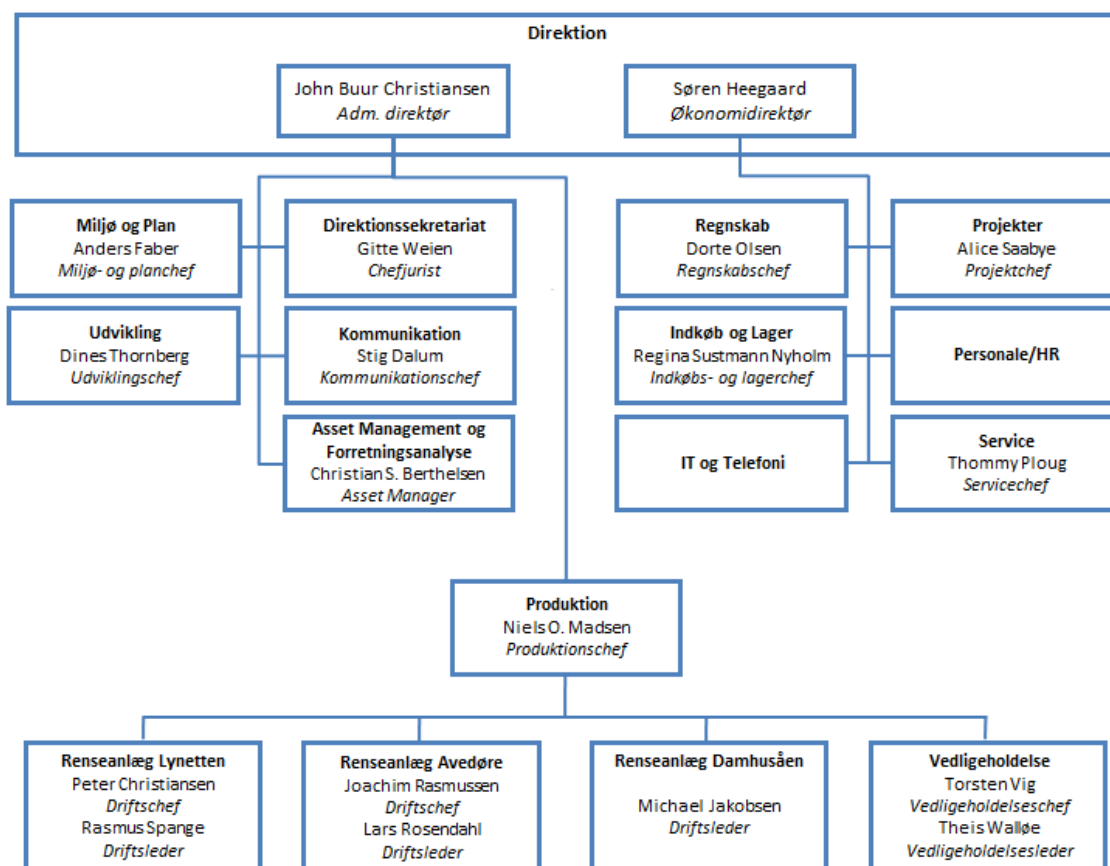 Direktion
John Buur Christiansen
Adm. direktør
Søren Heegaard
Økonomidirektør
Miljø og Plan
Anders Faber
Miljø- og planchef
Direktionssekretariat
Gitte Weien
Chefjurist
Regnskab
Dorte Olsen
Regnskabschef
Projekter
Alice Saabye
Projektchef
Udvikling
Dines Thornberg
Udviklingschef
Kommunikation
Stig Dalum
Kommunikationschef
Indkøb og Lager
Regina Sustmann Nyholm
Indkøbs- og lagerchef
Personale/HR
Asset Management og
Forretningsanalyse
Christian S. Berthelsen
Asset Manager
IT og Telefoni
Service
Thommy Ploug
Servicechef
Produktion
Niels O. Madsen
Produktionschef
Renseanlæg Lynetten
Peter Christiansen
Driftschef
Rasmus Spange
Driftsleder
Renseanlæg Avedøre
Joachim Rasmussen
Driftschef
Lars Rosendahl
Driftsleder
Renseanlæg Damhusåen
Michael Jakobsen
Driftsleder
Vedligeholdelse
Torsten Vig
Vedligeholdelseschef
Theis Walløe
Vedligeholdelsesleder